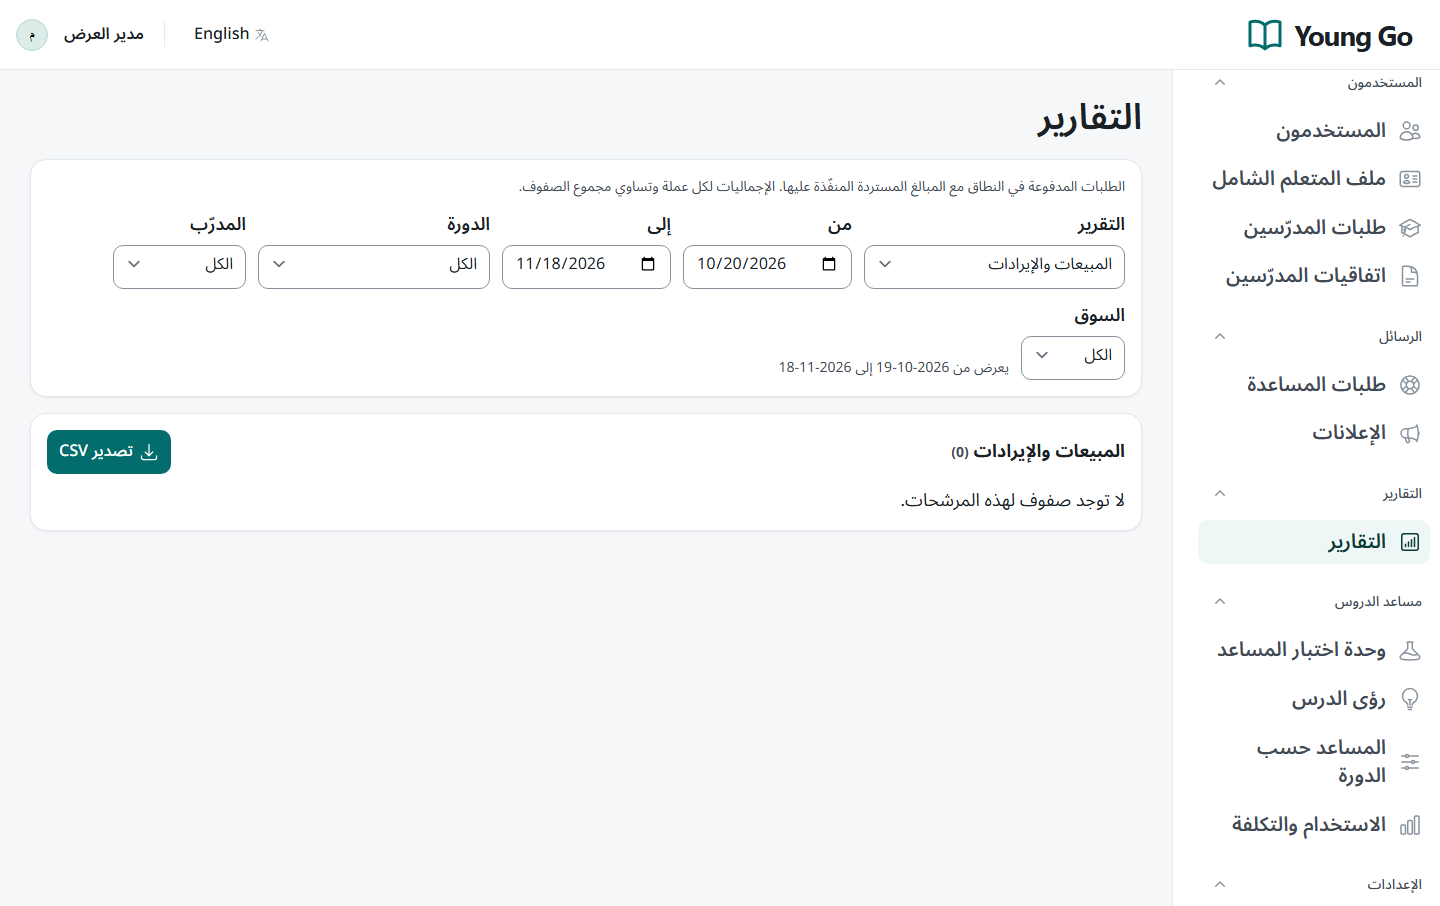 Young Go
English
مدير العرض
م
المستخدمون
المستخدمون
ملف المتعلم الشامل
طلبات المدرّسين
اتفاقيات المدرّسين
الرسائل
طلبات المساعدة
الإعلانات
التقارير
التقارير
مساعد الدروس
وحدة اختبار المساعد
رؤى الدرس
المساعد حسب
الدورة
الاستخدام والتكلفة
الإعدادات
التقارير
الطلبات المدفوعة في النطاق مع المبالغ المستردة المنفّذة عليها. الإجماليات لكل عملة وتساوي مجموع الصفوف.
التقرير
المبيعات والإيرادات
من
10/20/2026
إلى
11/18/2026
الدورة
الكل
المدرّب
الكل
السوق
الكل
يعرض من 2026-10-19 إلى 2026-11-18
المبيعات والإيرادات (0)
تصدير CSV
لا توجد صفوف لهذه المرشحات.